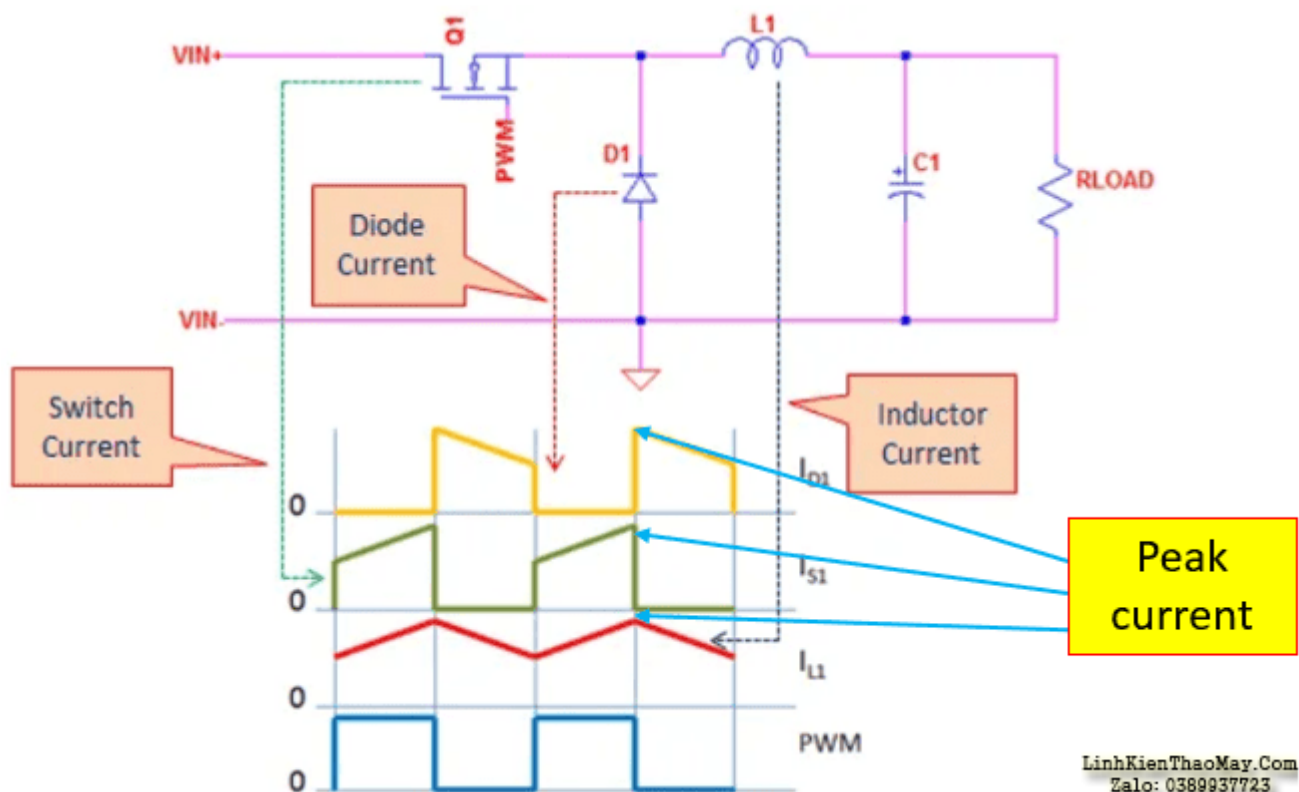 Q1
L1
VIN+
PWM
D1
C1
+
RLOAD
Diode
Current
VIN-
Switch
Current
Inductor
Current
I_D1
0
Peak
current
I_S1
0
I_L1
0
PWM
0
LinhKienThaoMay.Com
Zalo: 0389937723